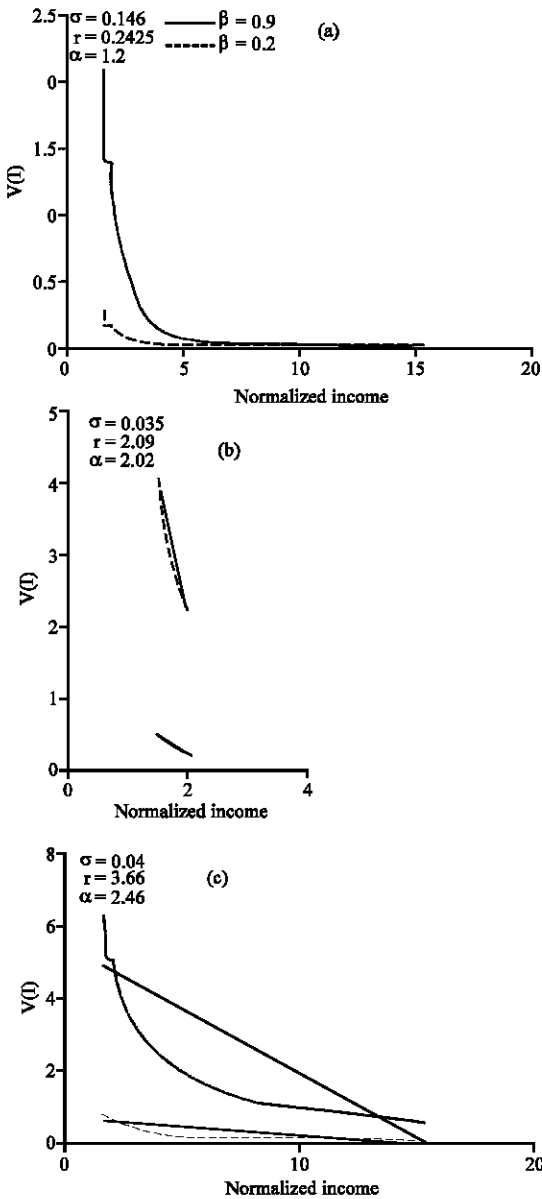 σ = 0.146
r = 0.2425
α = 1.2
β = 0.9
β = 0.2
(a)
2.5
0
1.5
0
0.5
0
V(I)
0 5 10 15 20
Normalized income
σ = 0.035
r = 2.09
α = 2.02
(b)
5
4
3
2
1
0
V(I)
0 2 4
Normalized income
σ = 0.04
r = 3.66
α = 2.46
(c)
8
6
4
2
0
V(I)
0 10 20
Normalized income